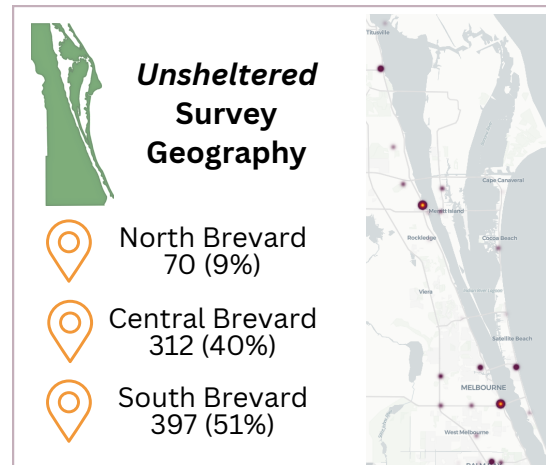 Unsheltered
Survey
Geography
North Brevard
70 (9%)
Central Brevard
312 (40%)
South Brevard
397 (51%)
Titusville
Cape Canaveral
Merritt Island
Rockledge
Cocoa Beach
Viera
Satellite Beach
MELBOURNE
West Melbourne